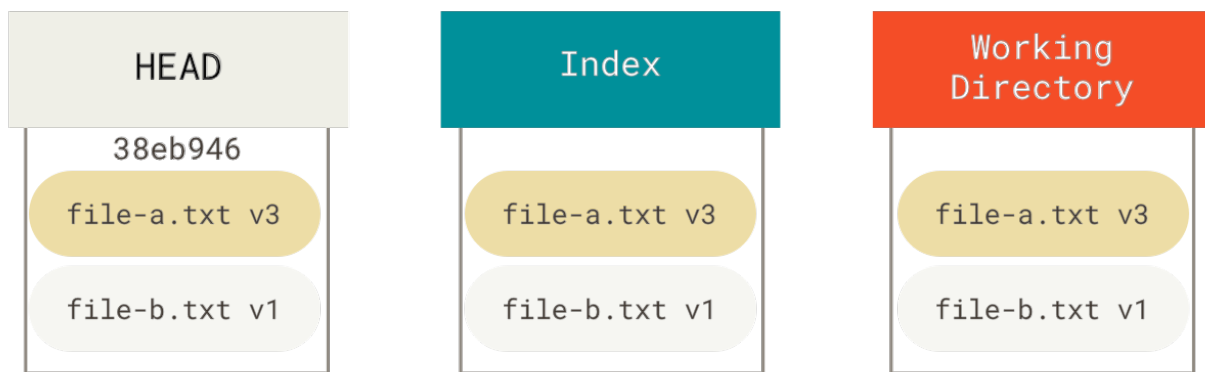 HEAD
38eb946
file-a.txt v3
file-b.txt v1
Index
file-a.txt v3
file-b.txt v1
Working
Directory
file-a.txt v3
file-b.txt v1